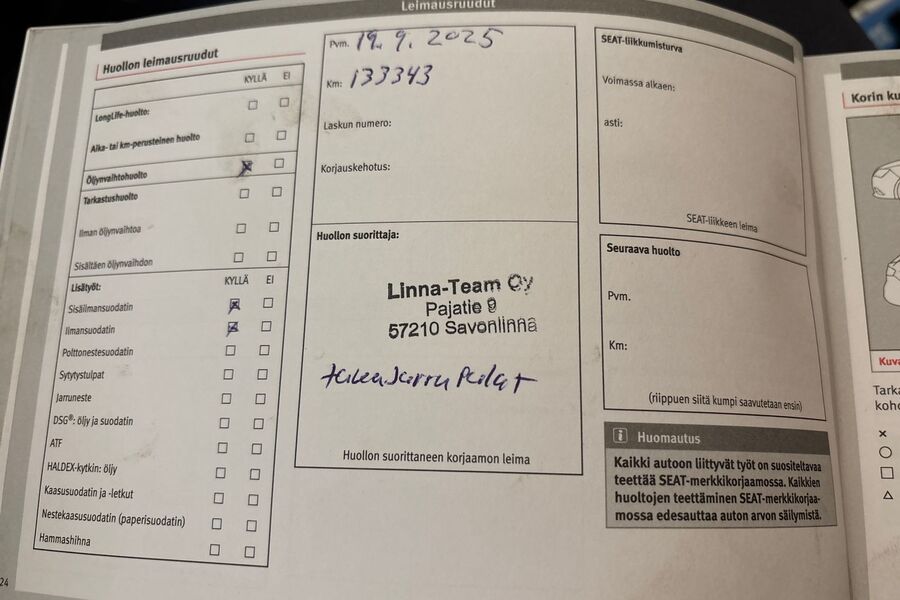 Leimausruudut
Huollon leimausruudut
KYLLÄ EI
LongLife-huolto:
Aika- tai km-perusteinen huolto
Öljynvaihtohuolto
Tarkastushuolto
Ilman öljynvaihtoa
Sisältäen öljynvaihdon
Lisätyöt: KYLLÄ EI
Sisäilmansuodatin
Ilmansuodatin
Polttonestesuodatin
Sytytystulpat
Jarruneste
DSG®: öljy ja suodatin
ATF
HALDEX-kytkin: öljy
Kaasusuodatin ja -letkut
Nestekaasusuodatin (paperisuodatin)
Hammashihna
24
Pvm. 19.9.2025
Km: 133343
Laskun numero:
Korjauskehotus:
Huollon suorittaja:
Linna-Team Oy
Pajatie 9
57210 Savonlinna
takaJarru Palat
Huollon suorittaneen korjaamon leima
SEAT-liikkumisturva
Voimassa alkaen:
asti:
SEAT-liikkeen leima
Seuraava huolto
Pvm.
Km:
(riippuen siitä kumpi saavutetaan ensin)
i Huomautus
Kaikki autoon liittyvät työt on suositeltavaa
teettää SEAT-merkkikorjaamossa. Kaikkien
huoltojen teettäminen SEAT-merkkikorjaa-
mossa edesauttaa auton arvon säilymistä.
Korin ku
Kuva
Tarka
kohe